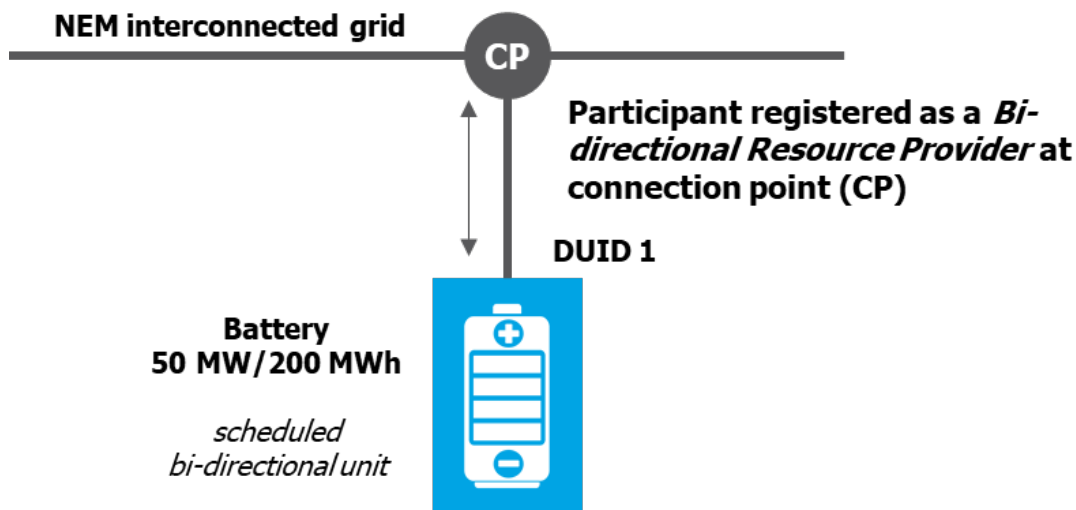 NEM interconnected grid
CP
Participant registered as a Bi-
directional Resource Provider at
connection point (CP)
DUID 1
Battery
50 MW/200 MWh
scheduled
bi-directional unit